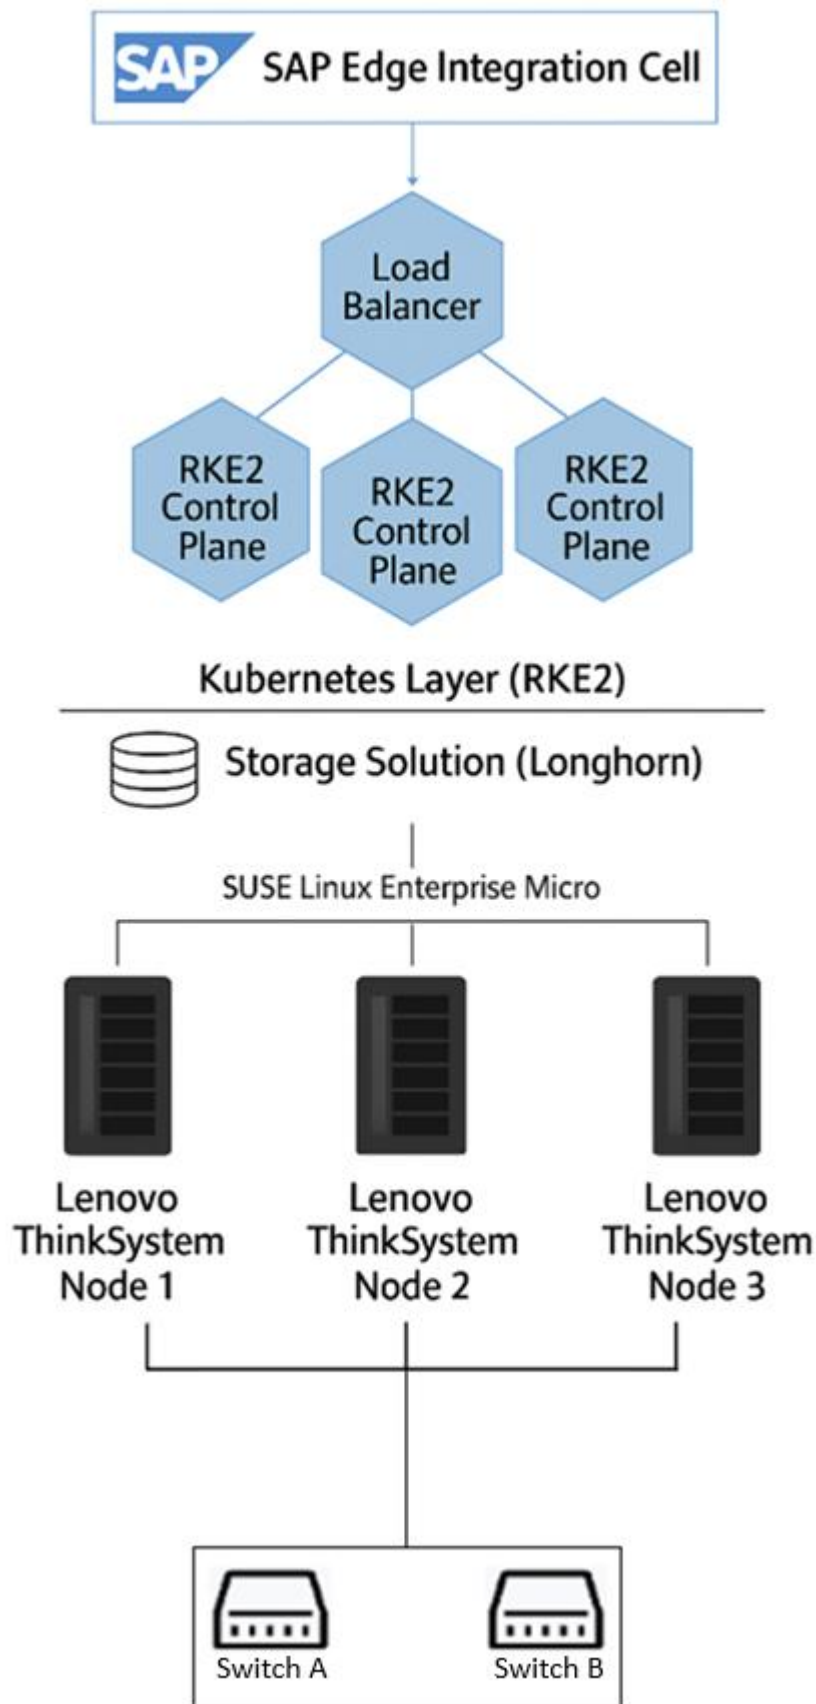 SAP SAP Edge Integration Cell
Load
Balancer
RKE2
Control
Plane
RKE2
Control
Plane
RKE2
Control
Plane
Kubernetes Layer (RKE2)
Storage Solution (Longhorn)
SUSE Linux Enterprise Micro
Lenovo
ThinkSystem
Node 1
Lenovo
ThinkSystem
Node 2
Lenovo
ThinkSystem
Node 3
Switch A
Switch B